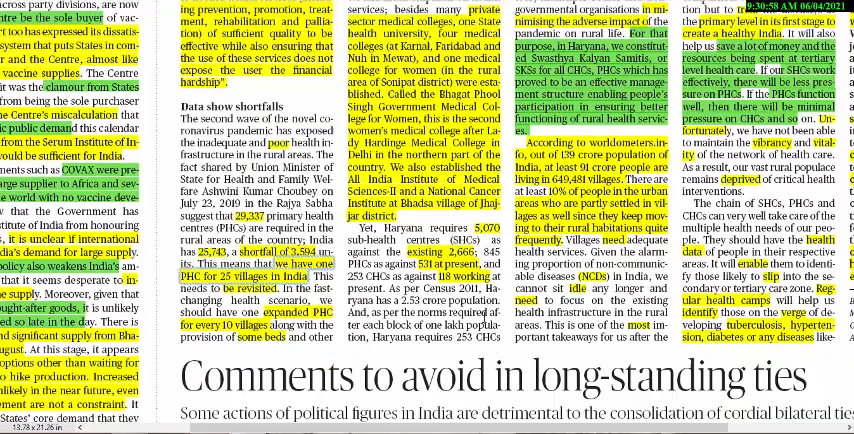 9:30:58 AM 06/04/2021
across party divisions, are now
ntre be the sole buyer of vac-
rt too has expressed its dissatis-
system that puts States in com-
r and the Centre, almost like
vaccine supplies. The Centre
it was the clamour from States
from being the sole purchaser
he Centre's miscalculation that
ic public demand this calendar
from the Serum Institute of In-
would be sufficient for India.
ments such as COVAX were pre-
arge supplier to Africa and sev-
e world with no vaccine deve-
w that the Government has
stitute of India from honouring
s, it is unclear if international
dia's demand for large supply.
policy also weakens India's am-
that it seems desperate to in-
ne supply. Moreover, given that
ought-after goods, it is unlikely
ed so late in the day. There is
nd significant supply from Bha-
ugust. At this stage, it appears
options other than waiting for
to hike production. Increased
nlikely in the near future, even
ement are not a constraint. It
States' core demand that they
ing prevention, promotion, treat-
ment, rehabilitation and pallia-
tion) of sufficient quality to be
effective while also ensuring that
the use of these services does not
expose the user the financial
hardship".
Data show shortfalls
The second wave of the novel co-
ronavirus pandemic has exposed
the inadequate and poor health in-
frastructure in the rural areas. The
fact shared by Union Minister of
State for Health and Family Wel-
fare Ashwini Kumar Choubey on
July 23, 2019 in the Rajya Sabha
suggest that 29,337 primary health
centres (PHCs) are required in the
rural areas of the country; India
has 25,743, a shortfall of 3,594 un-
its. This means that we have one
PHC for 25 villages in India. This
needs to be revisited. In the fast-
changing health scenario, we
should have one expanded PHC
for every 10 villages along with the
provision of some beds and other
services; besides many private
sector medical colleges, one State
health university, four medical
colleges (at Karnal, Faridabad and
Nuh in Mewat), and one medical
college for women (in the rural
area of Sonipat district) were esta-
blished. Called the Bhagat Phool
Singh Government Medical Col-
lege for Women, this is the second
women's medical college after La-
dy Hardinge Medical College in
Delhi in the northern part of the
country. We also established the
All India Institute of Medical
Sciences-II and a National Cancer
Institute at Bhadsa village of Jhaj-
jar district.
Yet, Haryana requires 5,070
sub-health centres (SHCs) as
against the existing 2,666; 845
PHCs as against 531 at present, and
253 CHCs as against 118 working at
present. As per Census 2011, Ha-
ryana has a 2.53 crore population.
And, as per the norms required af-
ter each block of one lakh popula-
tion, Haryana requires 253 CHCs
governmental organisations in mi-
nimising the adverse impact of the
pandemic on rural life. For that
purpose, in Haryana, we constitut-
ed Swasthya Kalyan Samitis, or
SKSs for all CHCs, PHCs which has
proved to be an effective manage-
ment structure enabling people's
participation in ensuring better
functioning of rural health servic-
es.
According to worldometers.in-
fo, out of 139 crore population of
India, at least 91 crore people are
living in 649,481 villages. There are
at least 10% of people in the urban
areas who are partly settled in vil-
lages as well since they keep mov-
ing to their rural habitations quite
frequently. Villages need adequate
health services. Given the alarm-
ing proportion of non-communic-
able diseases (NCDs) in India, we
cannot sit idle any longer and
need to focus on the existing
health infrastructure in the rural
areas. This is one of the most im-
portant takeaways for us after the
tion but to
the primary level in its first stage to
create a healthy India. It will also
help us save a lot of money and the
resources being spent at tertiary
level health care. If our SHCs work
effectively, there will be less pres-
sure on PHCs. If the PHCs function
well, then there will be minimal
pressure on CHCs and so on. Un-
fortunately, we have not been able
to maintain the vibrancy and vital-
ity of the network of health care.
As a result, our vast rural populace
remains deprived of critical health
interventions.
The chain of SHCs, PHCs and
CHCs can very well take care of the
multiple health needs of our peo-
ple. They should have the health
data of people in their respective
areas. It will enable them to identi-
fy those likely to slip into the se-
condary or tertiary care zone. Reg-
ular health camps will help us
identify those on the verge of de-
veloping tuberculosis, hyperten-
sion, diabetes or any diseases like-
Comments to avoid in long-standing ties
Some actions of political figures in India are detrimental to the consolidation of cordial bilateral ties
13.78 x 21.26 in